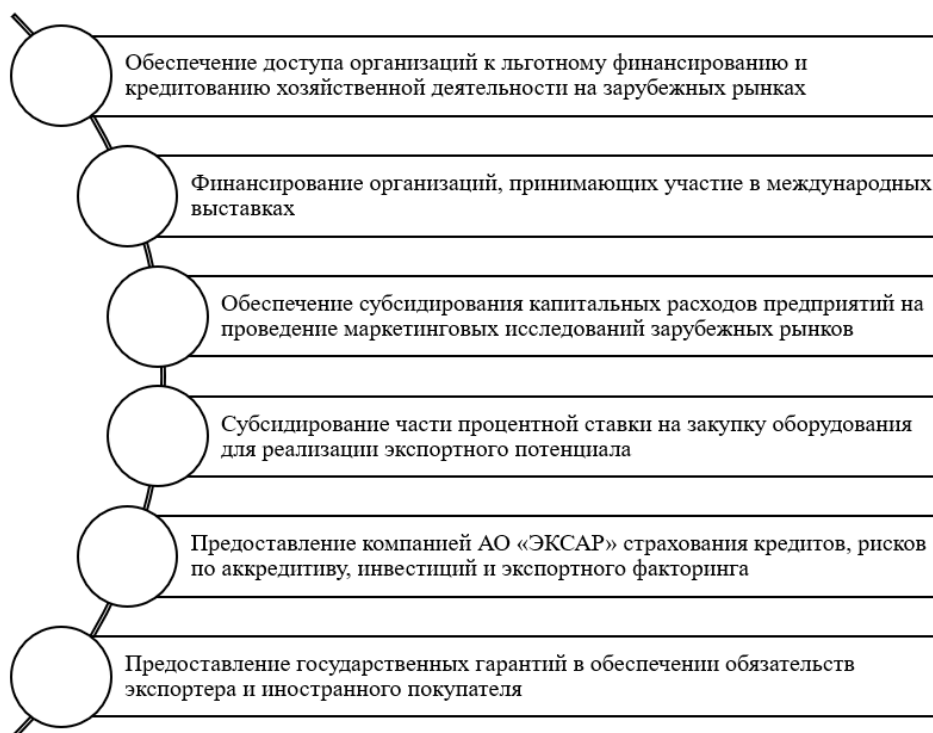 Обеспечение доступа организаций к льготному финансированию и
кредитованию хозяйственной деятельности на зарубежных рынках
Финансирование организаций, принимающих участие в международных
выставках
Обеспечение субсидирования капитальных расходов предприятий на
проведение маркетинговых исследований зарубежных рынков
Субсидирование части процентной ставки на закупку оборудования
для реализации экспортного потенциала
Предоставление компанией АО «ЭКСАР» страхования кредитов, рисков
по аккредитиву, инвестиций и экспортного факторинга
Предоставление государственных гарантий в обеспечении обязательств
экспортера и иностранного покупателя